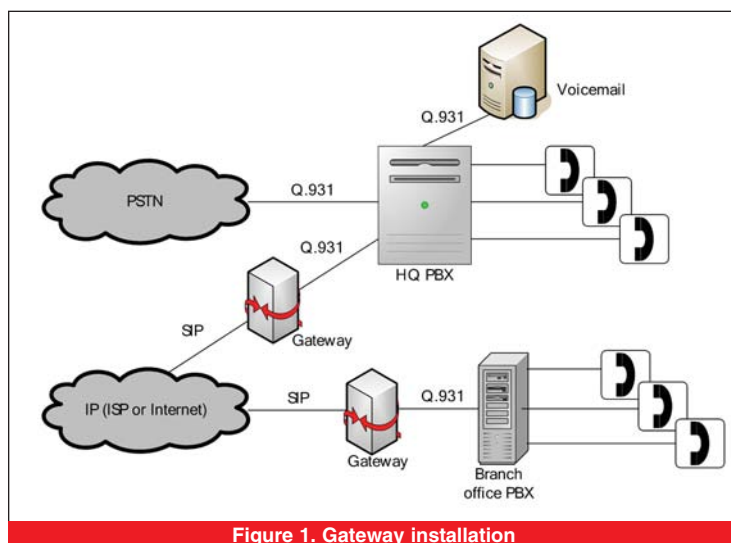 Voicemail
Q.931
PSTN
Q.931
Q.931
HQ PBX
SIP
Gateway
IP (ISP or Internet)
SIP
Q.931
Gateway
Branch
office PBX
Figure 1. Gateway installation